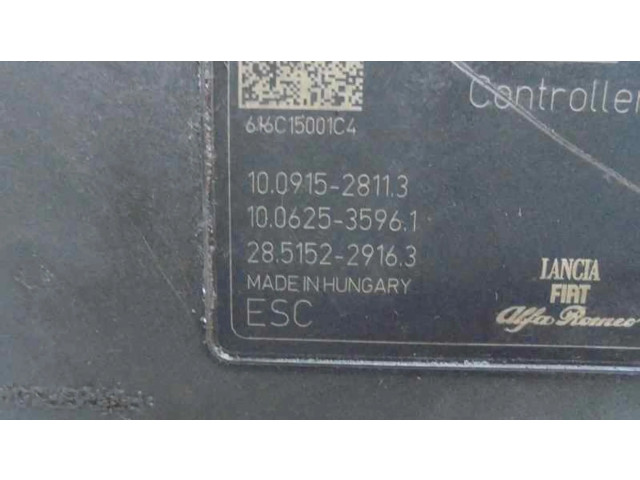 Controller
616C15001C4
10.0915-2811.3
10.0625-3596.1
28.5152-2916.3
MADE IN HUNGARY
ESC
LANCIA
FIAT
Alfa Romeo